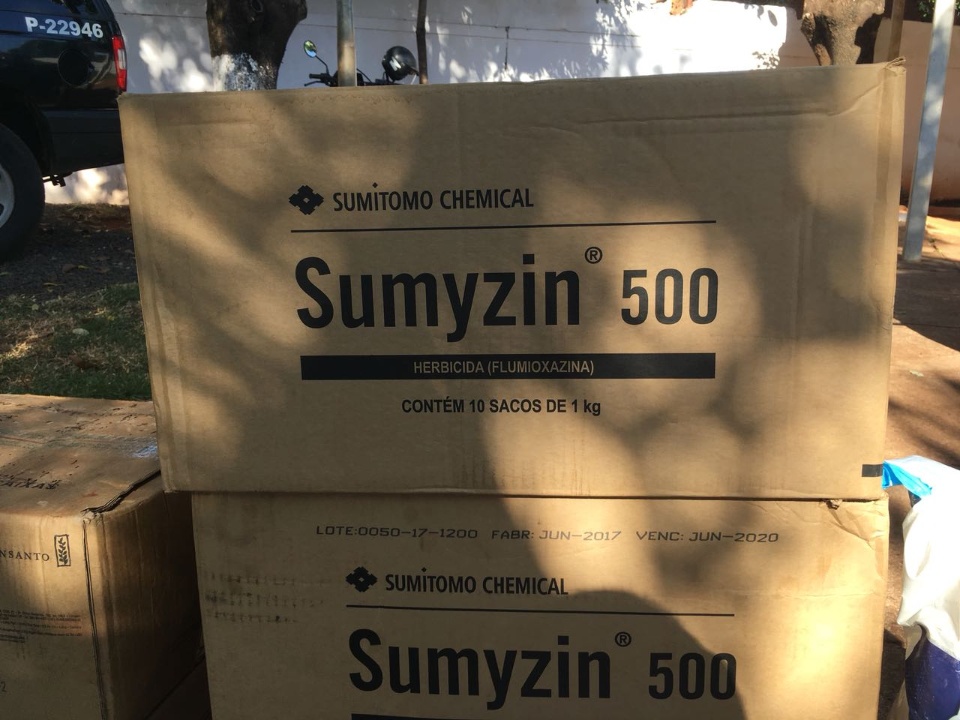 P-22946
SUMITOMO CHEMICAL
Sumyzin® 500
HERBICIDA (FLUMIOXAZINA)
CONTÉM 10 SACOS DE 1 kg
LOTE:0050-17-1200 FABR: JUN-2017 VENC: JUN-2020
SUMITOMO CHEMICAL
Sumyzin® 500
NSANTO